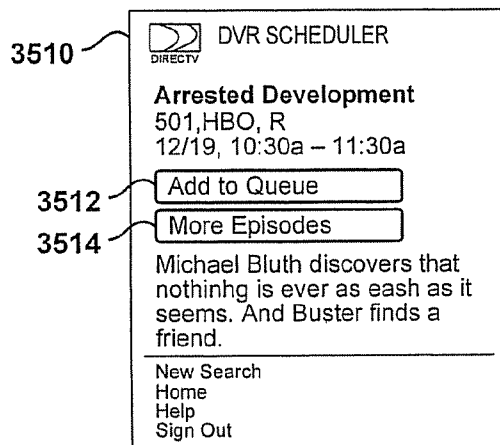 3510
DIRECTV
DVR SCHEDULER
Arrested Development
501,HBO, R
12/19, 10:30a – 11:30a
3512
Add to Queue
3514
More Episodes
Michael Bluth discovers that
nothinhg is ever as eash as it
seems. And Buster finds a
friend.
New Search
Home
Help
Sign Out